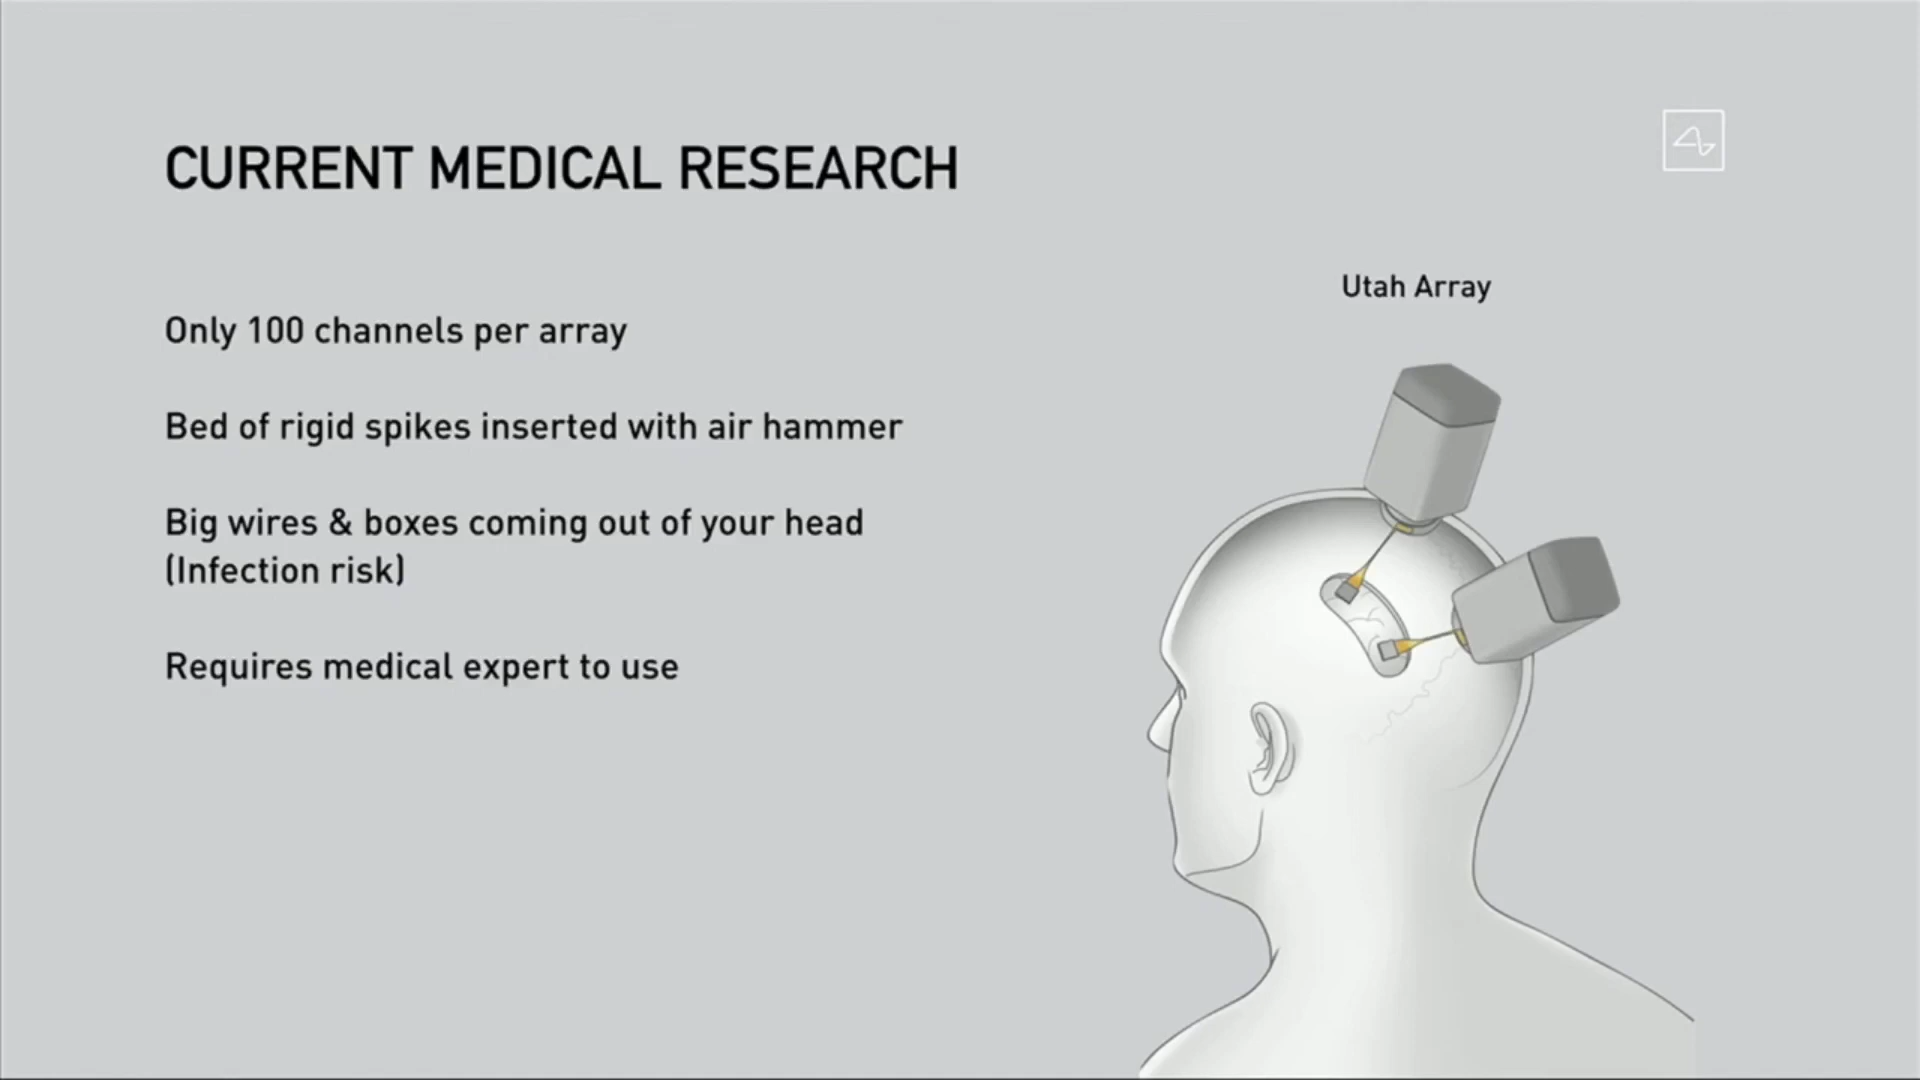 CURRENT MEDICAL RESEARCH
Utah Array
Only 100 channels per array
Bed of rigid spikes inserted with air hammer
Big wires & boxes coming out of your head
(Infection risk)
Requires medical expert to use